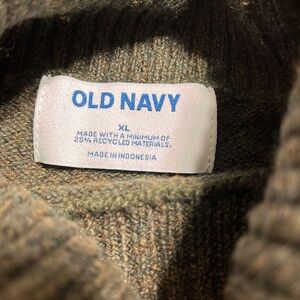 OLD NAVY
XL
MADE WITH A MINIMUM OF
25% RECYCLED MATERIALS.
MADE IN INDONESIA